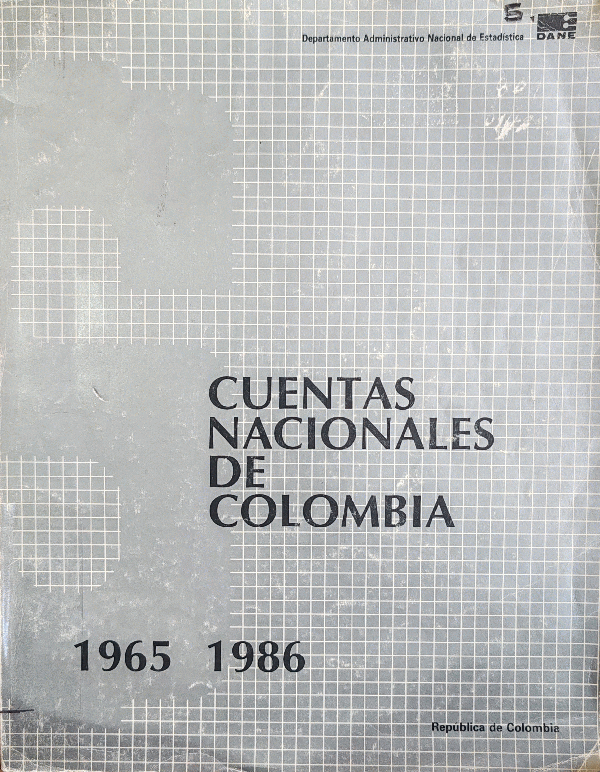 5
Departamento Administrativo Nacional de Estadística
DANE
CUENTAS
NACIONALES
DE
COLOMBIA
1965 1986
República de Colombia